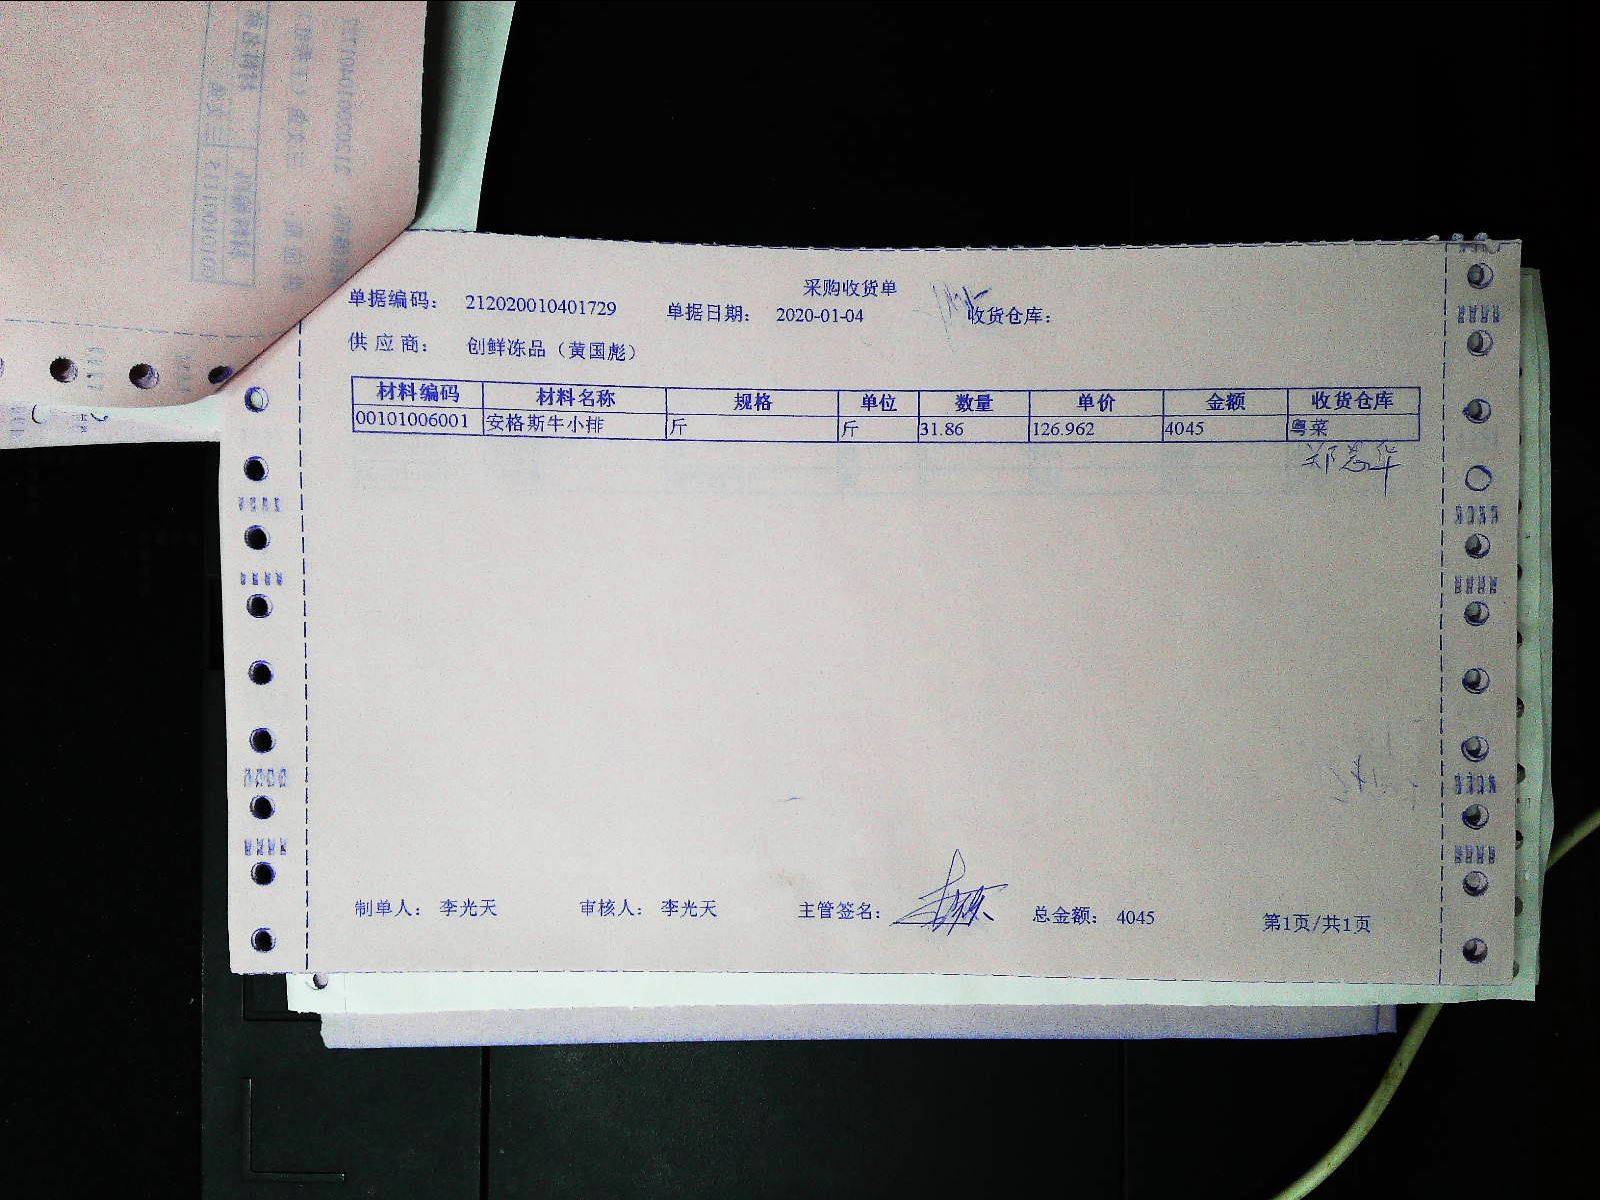 采购收货单
单据编码： 212020010401729 单据日期： 2020-01-04 收货仓库：
供 应 商： 创鲜冻品（黄国彪）
材料编码 材料名称 规格 单位 数量 单价 金额 收货仓库
00101006001 安格斯牛小排 斤 斤 31.86 126.962 4045 粤菜
制单人： 李光天 审核人： 李光天 主管签名： 总金额： 4045 第1页/共1页